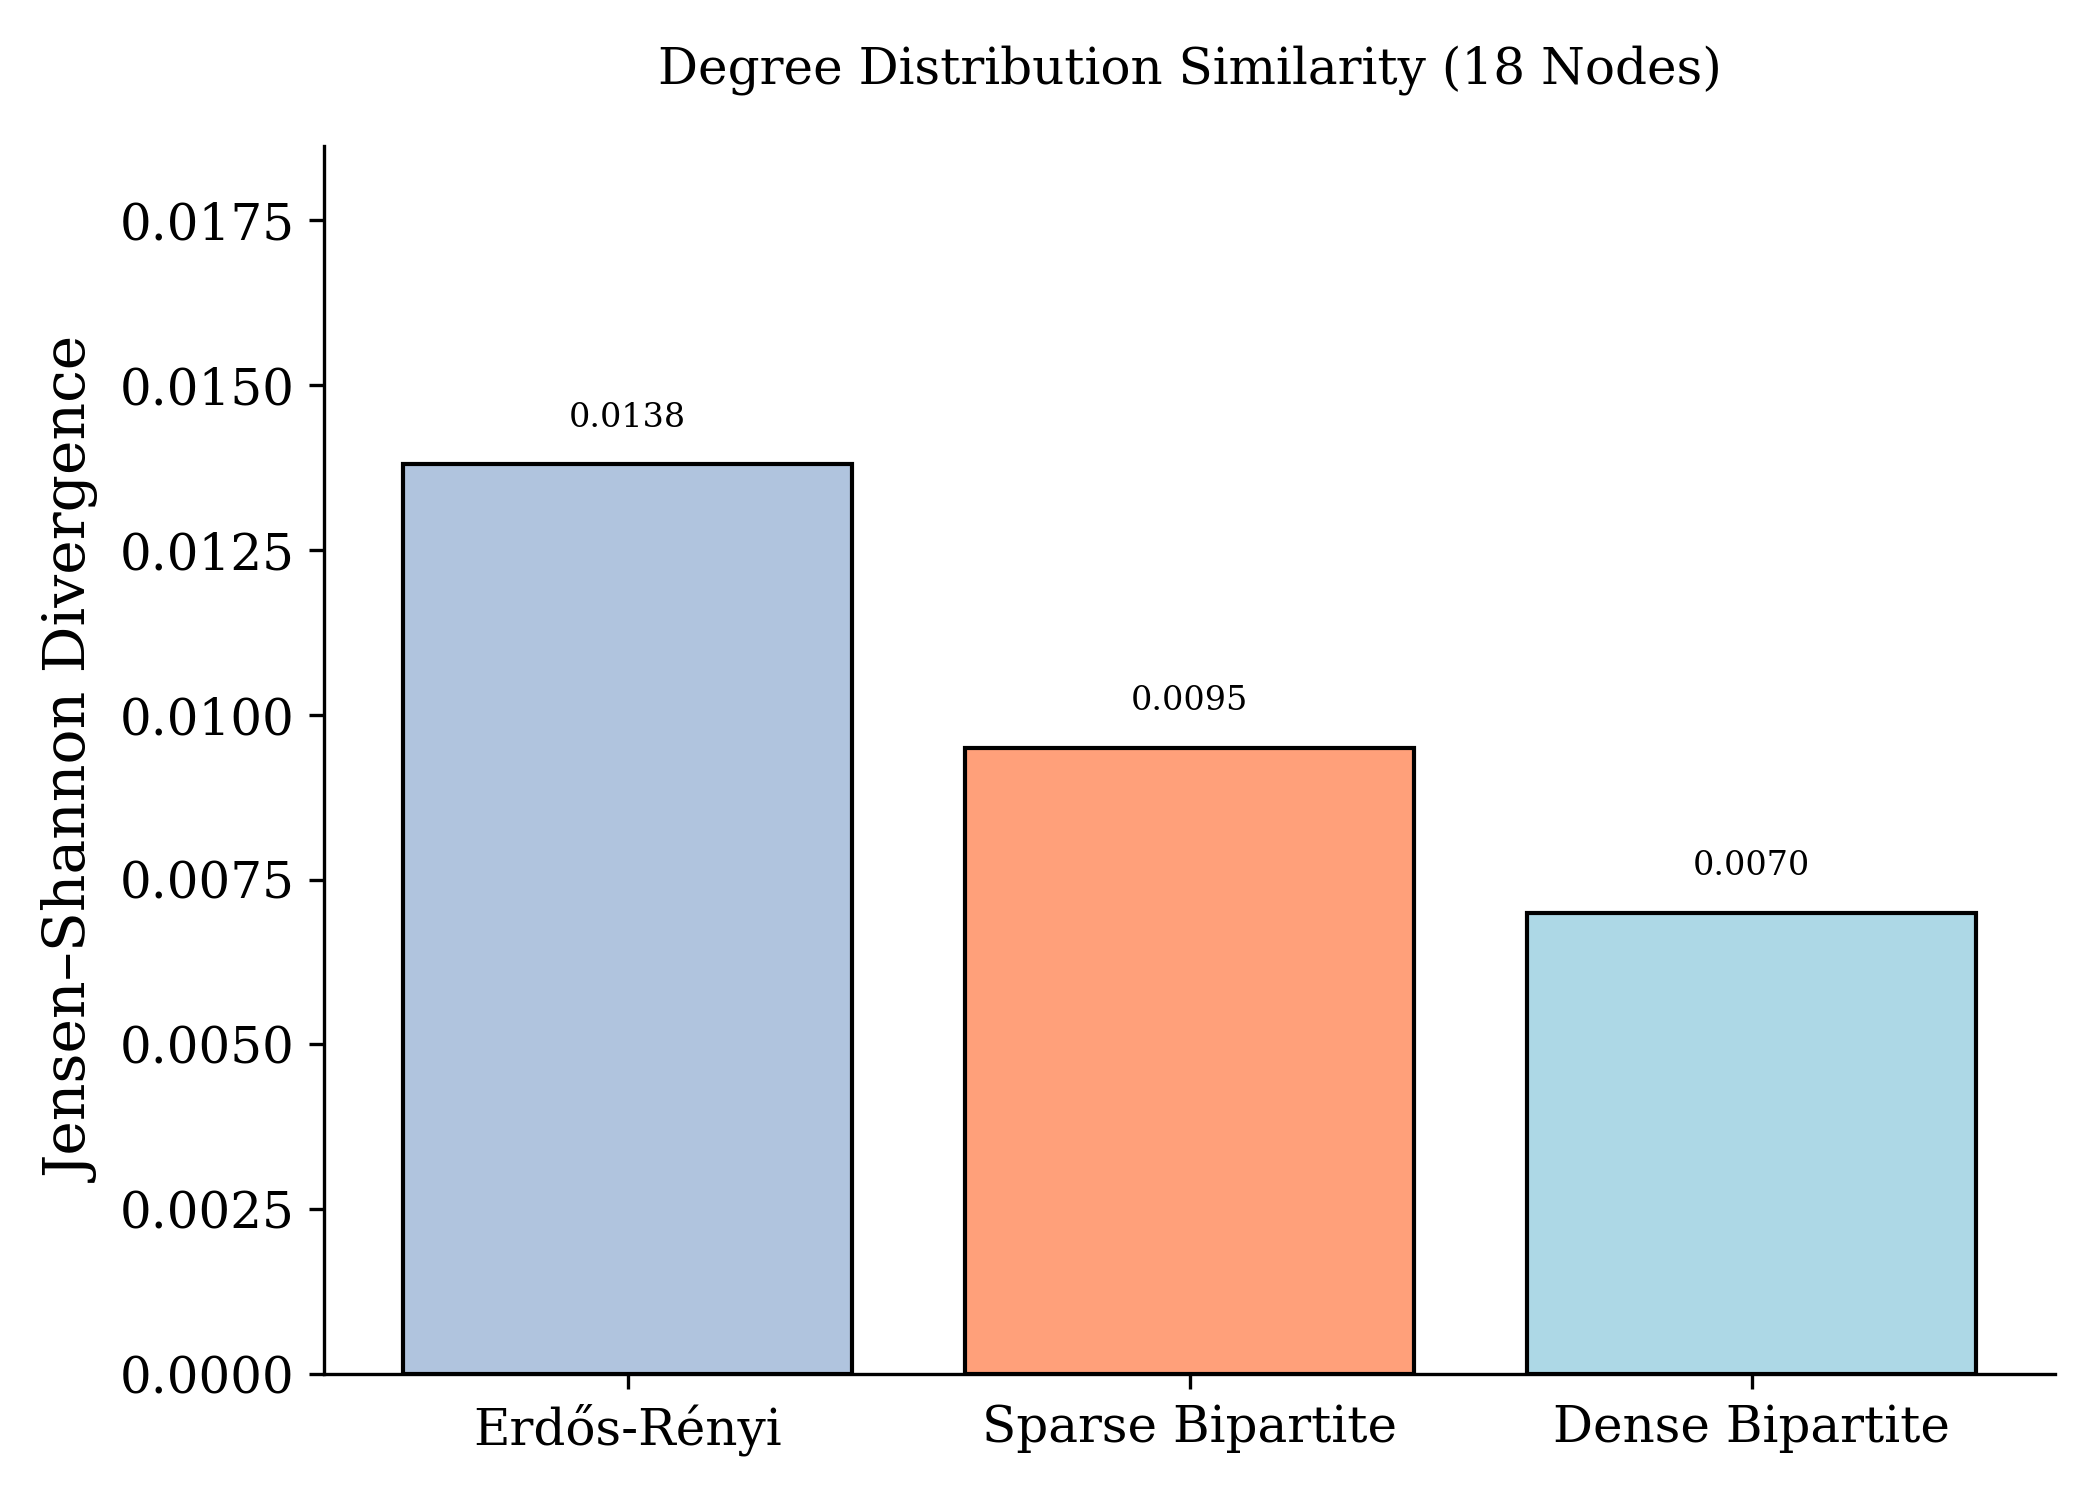 Degree Distribution Similarity (18 Nodes)
Jensen–Shannon Divergence
0.0175
0.0150
0.0125
0.0100
0.0075
0.0050
0.0025
0.0000
0.0138
0.0095
0.0070
Erdős-Rényi
Sparse Bipartite
Dense Bipartite